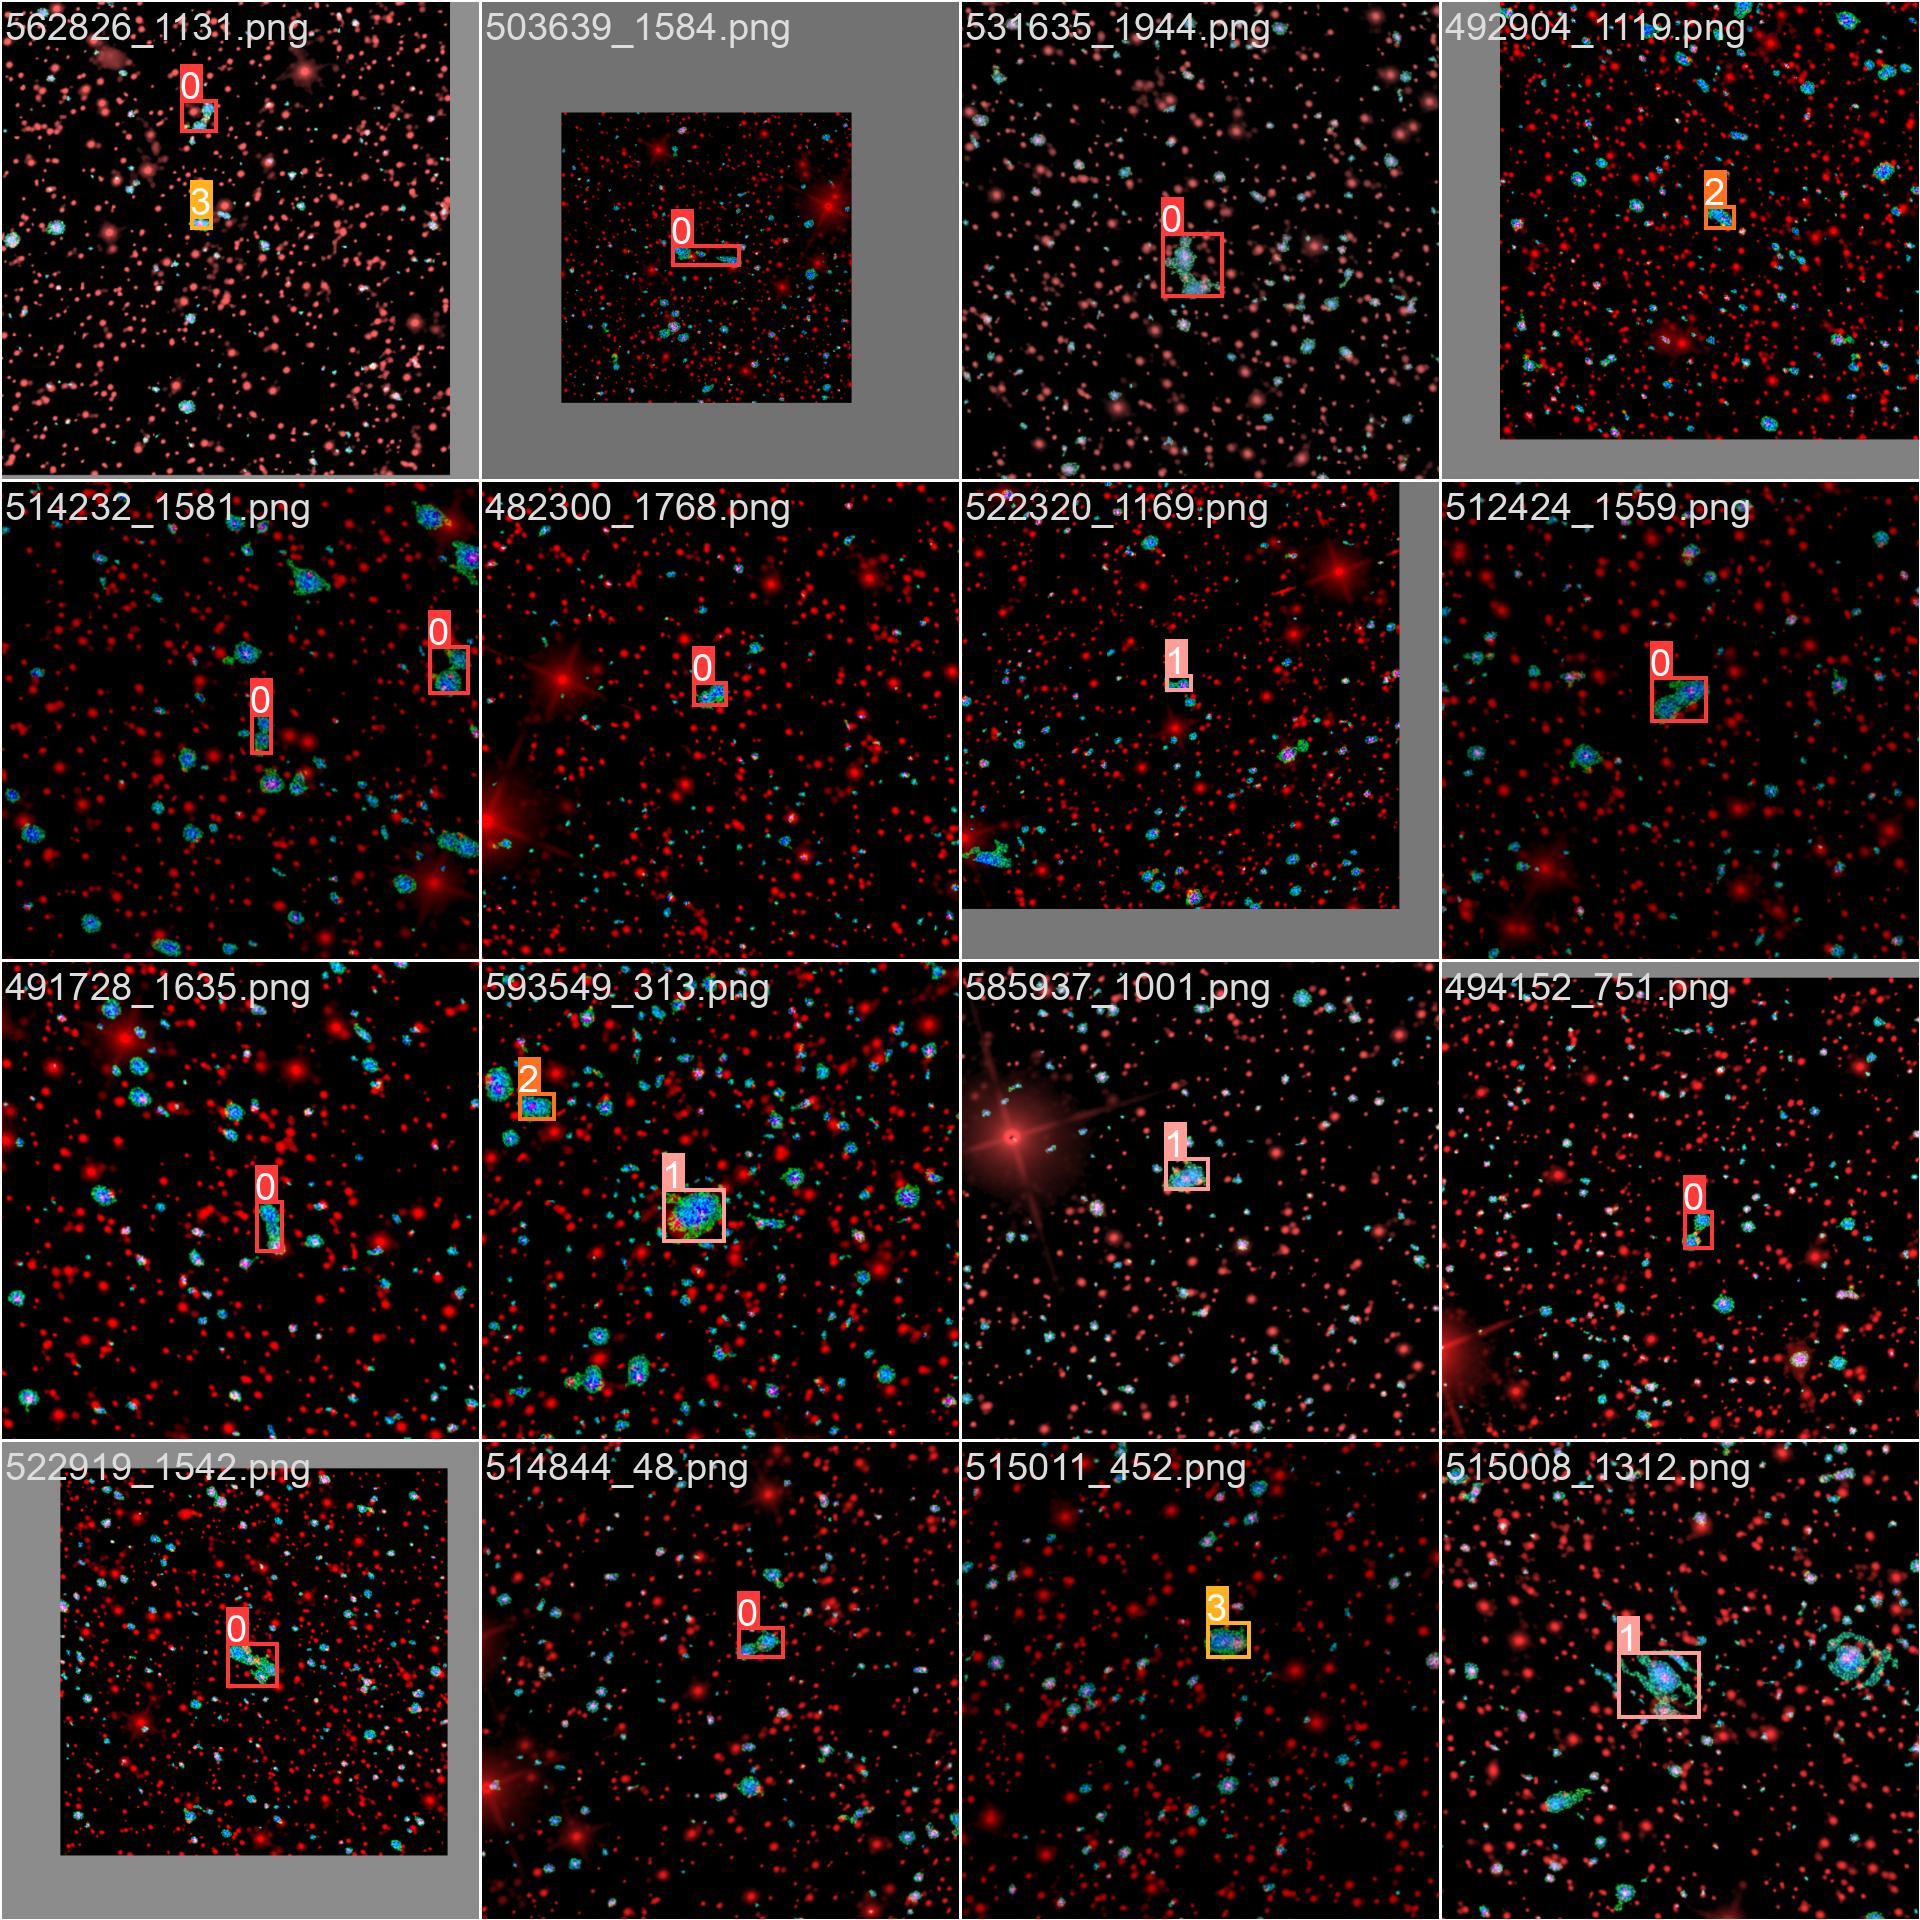 562826_1131.png
503639_1584.png
531635_1944.png
492904_1119.png
0
3
0
0
2
514232_1581.png
482300_1768.png
522320_1169.png
512424_1559.png
0
0
0
1
0
491728_1635.png
593549_313.png
585937_1001.png
494152_751.png
0
2
1
1
0
522919_1542.png
514844_48.png
515011_452.png
515008_1312.png
0
0
3
1